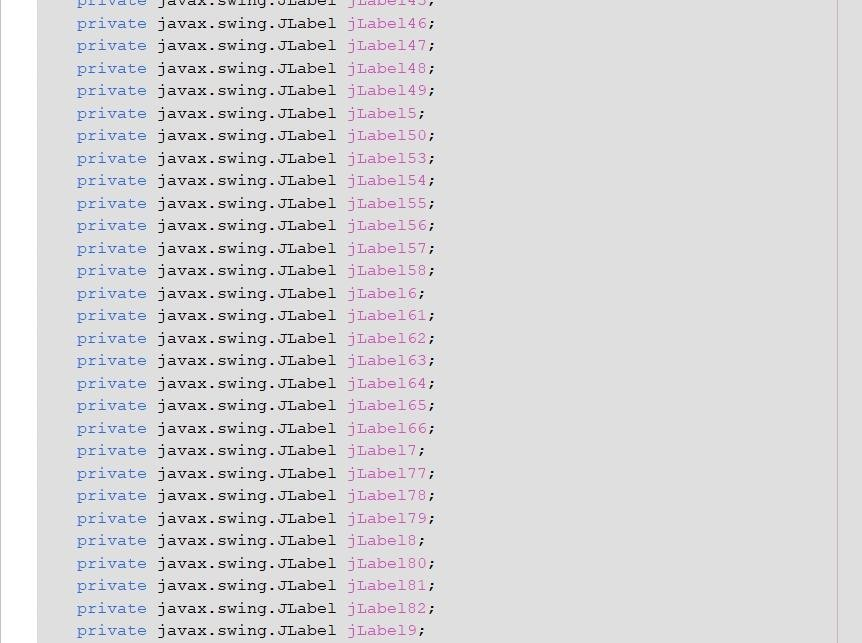 private javax.swing.JLabel jLabel45;
private javax.swing.JLabel jLabel46;
private javax.swing.JLabel jLabel47;
private javax.swing.JLabel jLabel48;
private javax.swing.JLabel jLabel49;
private javax.swing.JLabel jLabel5;
private javax.swing.JLabel jLabel50;
private javax.swing.JLabel jLabel53;
private javax.swing.JLabel jLabel54;
private javax.swing.JLabel jLabel55;
private javax.swing.JLabel jLabel56;
private javax.swing.JLabel jLabel57;
private javax.swing.JLabel jLabel58;
private javax.swing.JLabel jLabel6;
private javax.swing.JLabel jLabel61;
private javax.swing.JLabel jLabel62;
private javax.swing.JLabel jLabel63;
private javax.swing.JLabel jLabel64;
private javax.swing.JLabel jLabel65;
private javax.swing.JLabel jLabel66;
private javax.swing.JLabel jLabel7;
private javax.swing.JLabel jLabel77;
private javax.swing.JLabel jLabel78;
private javax.swing.JLabel jLabel79;
private javax.swing.JLabel jLabel8;
private javax.swing.JLabel jLabel80;
private javax.swing.JLabel jLabel81;
private javax.swing.JLabel jLabel82;
private javax.swing.JLabel jLabel9;